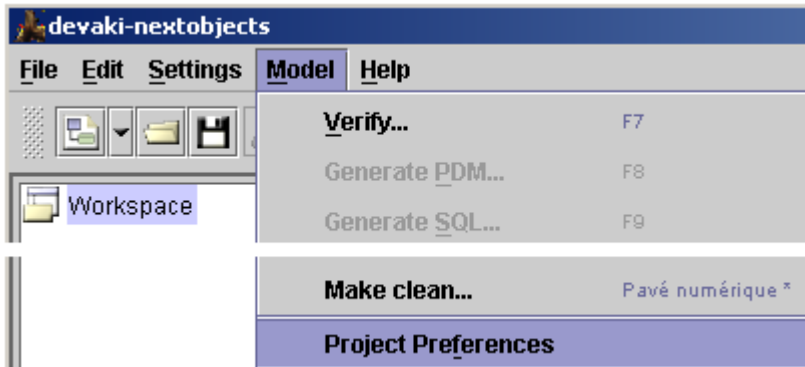 devaki-nextobjects
File Edit Settings Model Help
Verify... F7
Generate PDM... F8
Generate SQL... F9
Workspace
Make clean... Pavé numérique *
Project Preferences